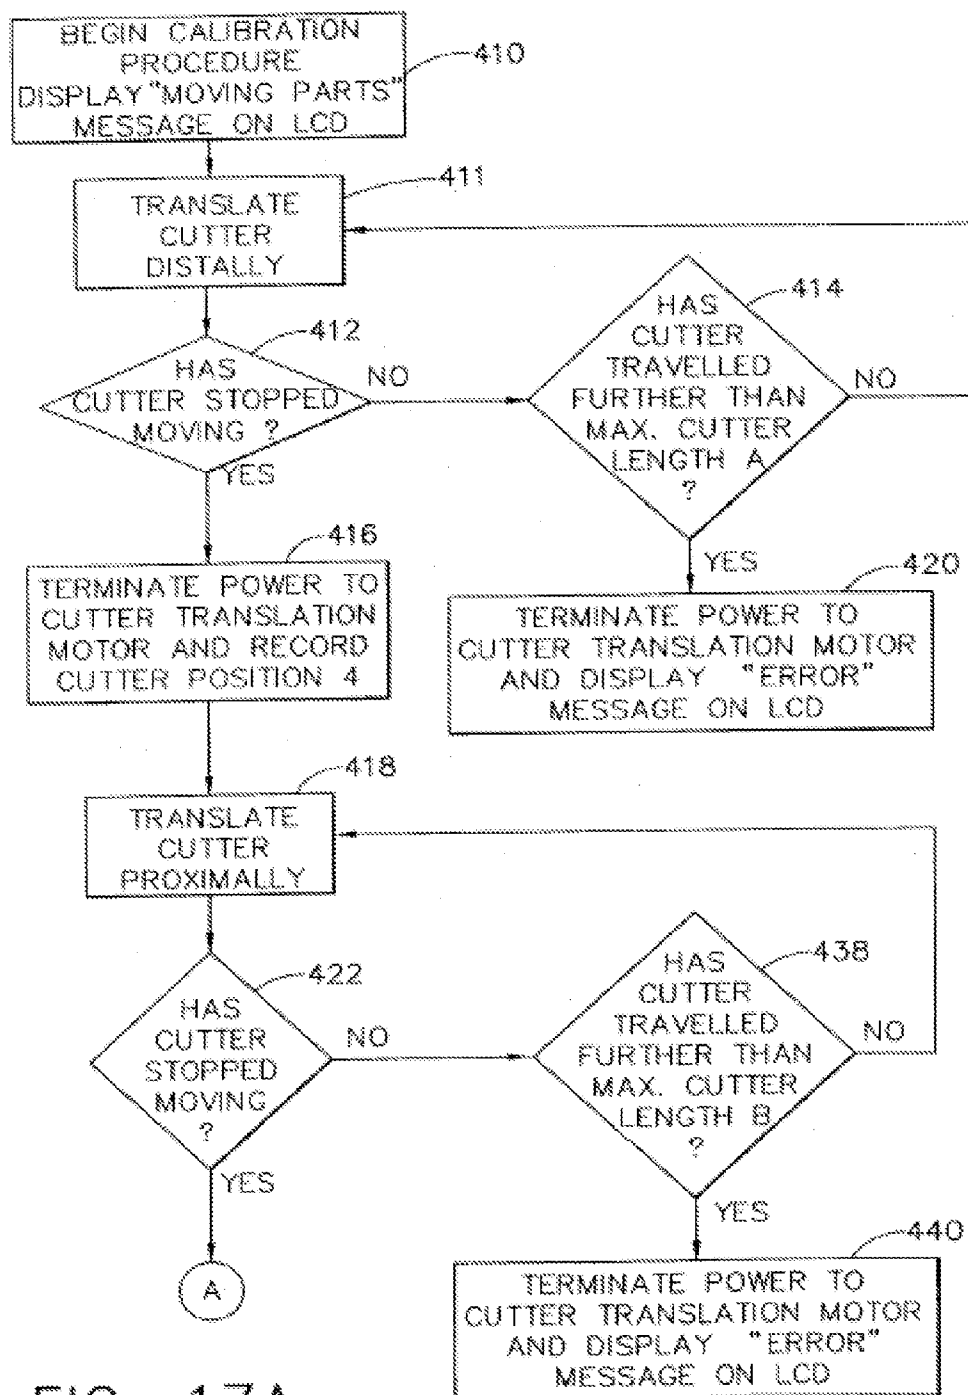 BEGIN CALIBRATION
PROCEDURE
DISPLAY "MOVING PARTS"
MESSAGE ON LCD
410
TRANSLATE
CUTTER
DISTALLY
411
HAS
CUTTER STOPPED
MOVING ?
412
NO
YES
HAS
CUTTER
TRAVELLED
FURTHER THAN
MAX. CUTTER
LENGTH A
?
414
NO
YES
TERMINATE POWER TO
CUTTER TRANSLATION
MOTOR AND RECORD
CUTTER POSITION 4
416
TERMINATE POWER TO
CUTTER TRANSLATION MOTOR
AND DISPLAY "ERROR"
MESSAGE ON LCD
420
TRANSLATE
CUTTER
PROXIMALLY
418
HAS
CUTTER
STOPPED
MOVING
?
422
NO
YES
HAS
CUTTER
TRAVELLED
FURTHER THAN
MAX. CUTTER
LENGTH B
?
438
NO
YES
A
TERMINATE POWER TO
CUTTER TRANSLATION MOTOR
AND DISPLAY "ERROR"
MESSAGE ON LCD
440
FIG. 17A